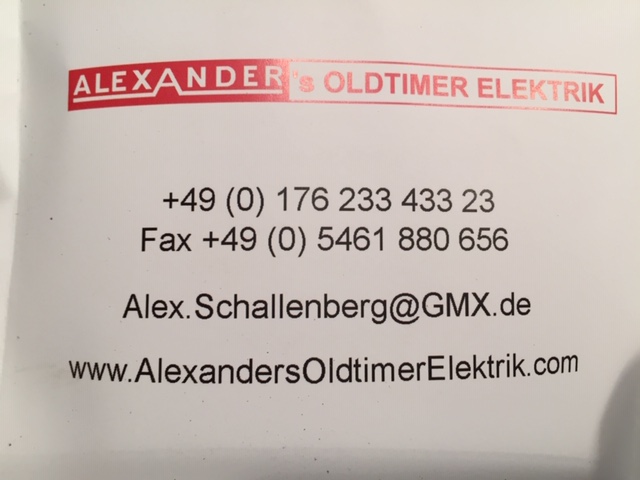 ALEXANDER's OLDTIMER ELEKTRIK
+49 (0) 176 233 433 23
Fax +49 (0) 5461 880 656
Alex.Schallenberg@GMX.de
www.AlexandersOldtimerElektrik.com